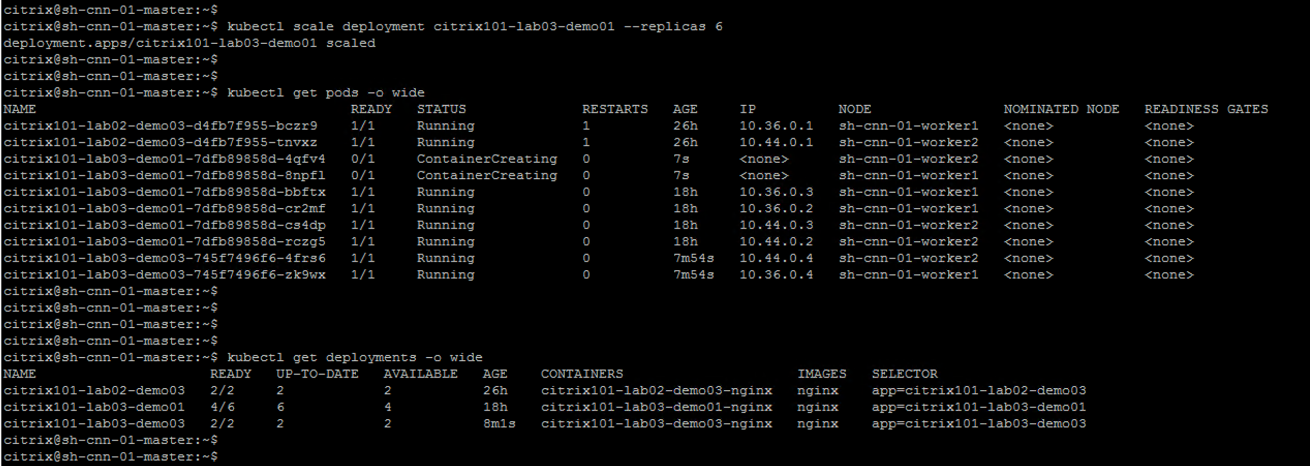 citrix@sh-cnn-01-master:~$
citrix@sh-cnn-01-master:~$ kubectl scale deployment citrix101-lab03-demo01 --replicas 6
deployment.apps/citrix101-lab03-demo01 scaled
citrix@sh-cnn-01-master:~$
citrix@sh-cnn-01-master:~$
citrix@sh-cnn-01-master:~$ kubectl get pods -o wide
NAME READY STATUS RESTARTS AGE IP NODE NOMINATED NODE READINESS GATES
citrix101-lab02-demo03-d4fb7f955-bczr9 1/1 Running 1 26h 10.36.0.1 sh-cnn-01-worker1 <none> <none>
citrix101-lab02-demo03-d4fb7f955-tnvxz 1/1 Running 1 26h 10.44.0.1 sh-cnn-01-worker2 <none> <none>
citrix101-lab03-demo01-7dfb89858d-4qfv4 0/1 ContainerCreating 0 7s <none> sh-cnn-01-worker2 <none> <none>
citrix101-lab03-demo01-7dfb89858d-8npfl 0/1 ContainerCreating 0 7s <none> sh-cnn-01-worker1 <none> <none>
citrix101-lab03-demo01-7dfb89858d-bbftx 1/1 Running 0 18h 10.36.0.3 sh-cnn-01-worker1 <none> <none>
citrix101-lab03-demo01-7dfb89858d-cr2mf 1/1 Running 0 18h 10.36.0.2 sh-cnn-01-worker1 <none> <none>
citrix101-lab03-demo01-7dfb89858d-cs4dp 1/1 Running 0 18h 10.44.0.3 sh-cnn-01-worker2 <none> <none>
citrix101-lab03-demo01-7dfb89858d-rczg5 1/1 Running 0 18h 10.44.0.2 sh-cnn-01-worker2 <none> <none>
citrix101-lab03-demo03-745f7496f6-4frs6 1/1 Running 0 7m54s 10.44.0.4 sh-cnn-01-worker2 <none> <none>
citrix101-lab03-demo03-745f7496f6-zk9wx 1/1 Running 0 7m54s 10.36.0.4 sh-cnn-01-worker1 <none> <none>
citrix@sh-cnn-01-master:~$
citrix@sh-cnn-01-master:~$
citrix@sh-cnn-01-master:~$
citrix@sh-cnn-01-master:~$
citrix@sh-cnn-01-master:~$ kubectl get deployments -o wide
NAME READY UP-TO-DATE AVAILABLE AGE CONTAINERS IMAGES SELECTOR
citrix101-lab02-demo03 2/2 2 2 26h citrix101-lab02-demo03-nginx nginx app=citrix101-lab02-demo03
citrix101-lab03-demo01 4/6 6 4 18h citrix101-lab03-demo01-nginx nginx app=citrix101-lab03-demo01
citrix101-lab03-demo03 2/2 2 2 8m1s citrix101-lab03-demo03-nginx nginx app=citrix101-lab03-demo03
citrix@sh-cnn-01-master:~$
citrix@sh-cnn-01-master:~$